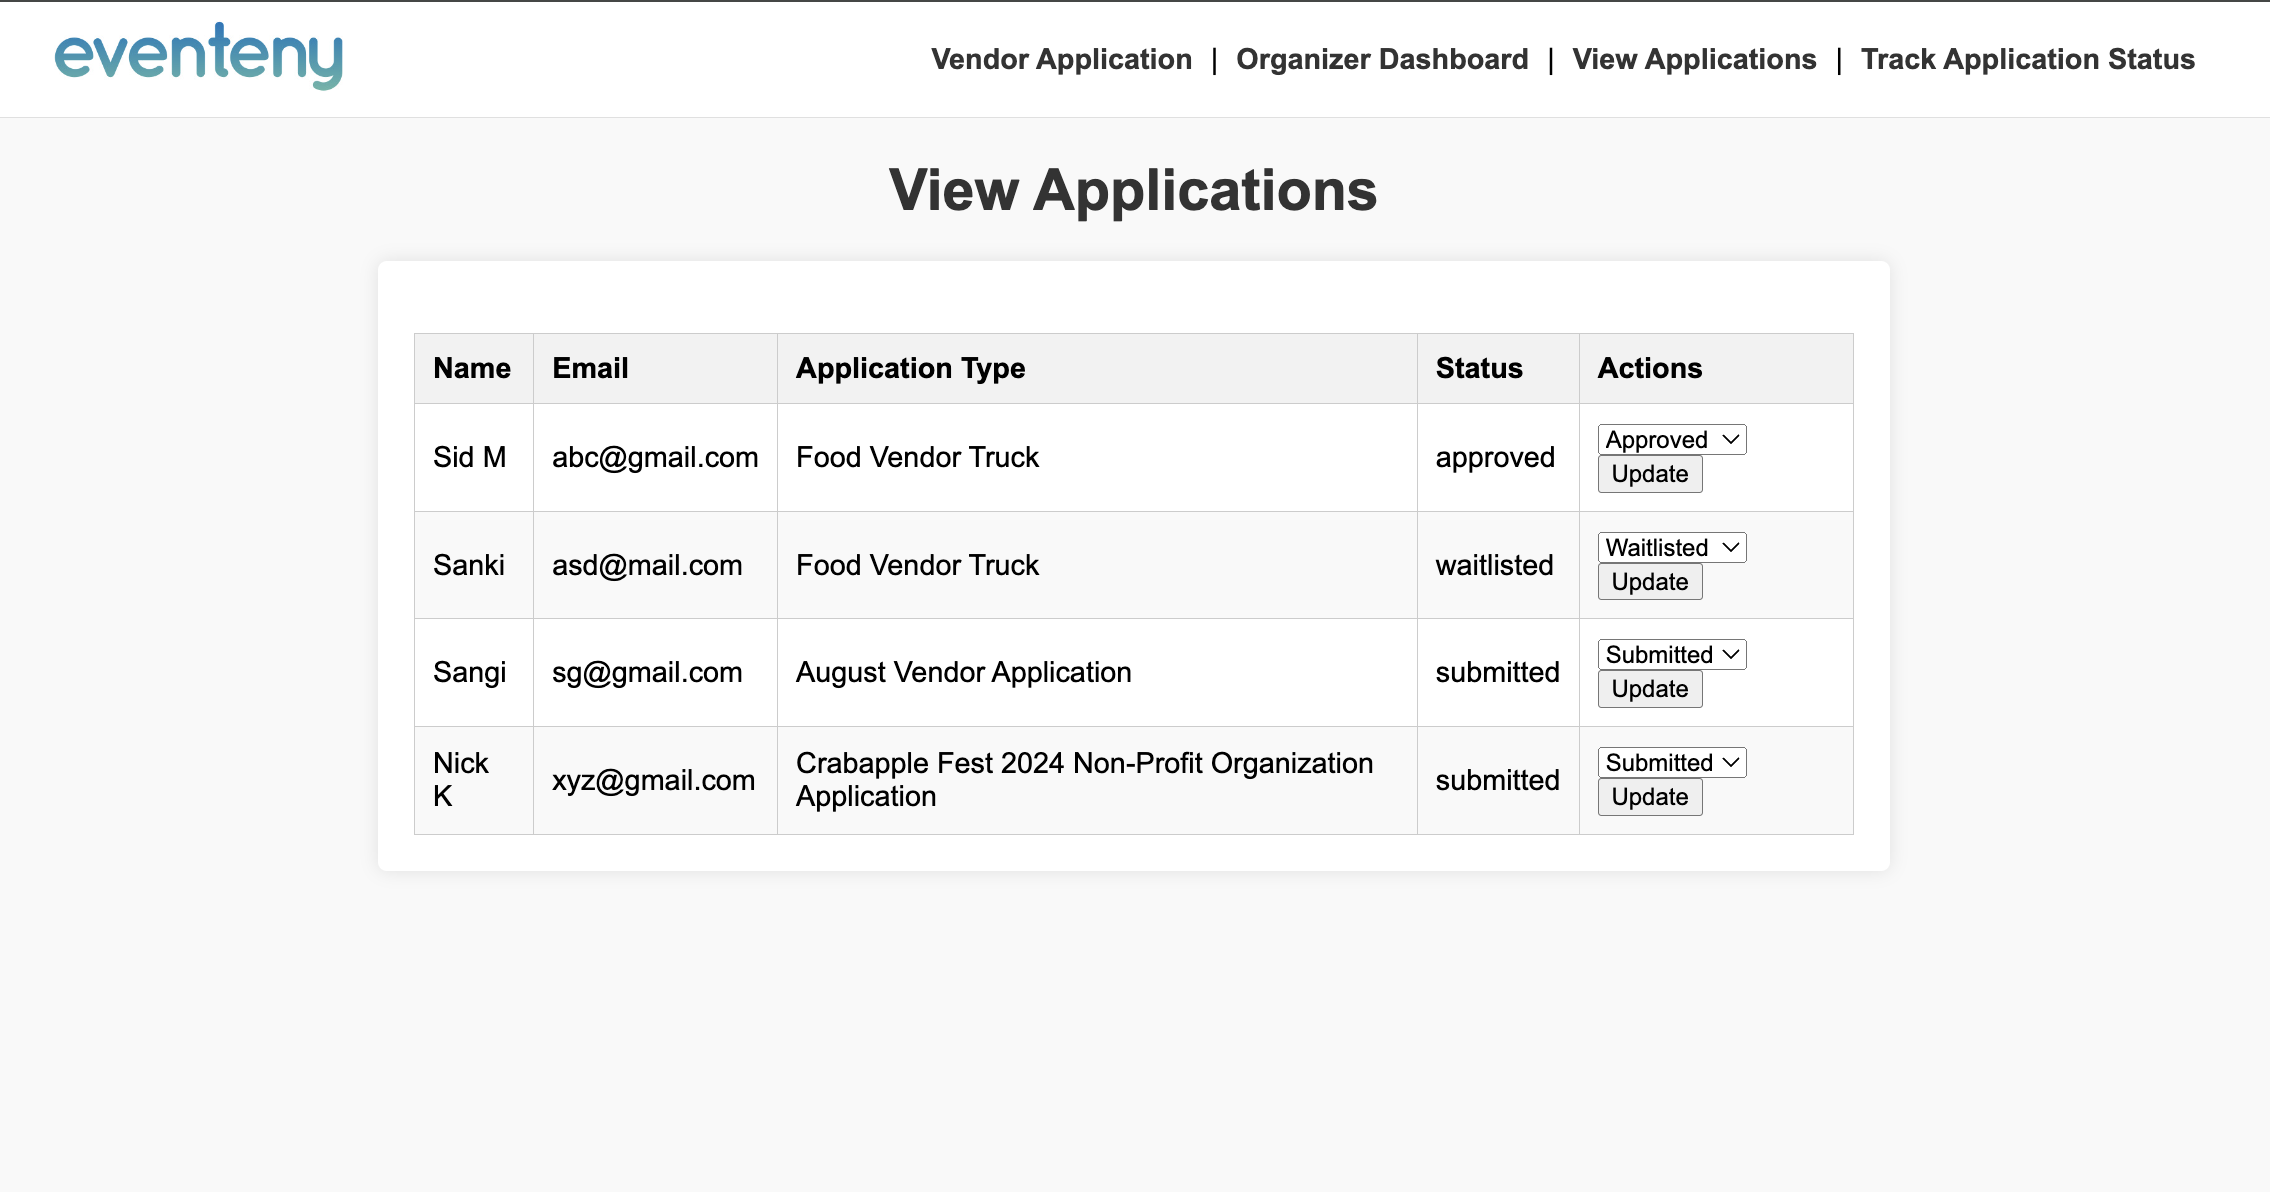 eventeny
Vendor Application | Organizer Dashboard | View Applications | Track Application Status
View Applications
Name Email Application Type Status Actions
Sid M abc@gmail.com Food Vendor Truck approved Approved
Update
Sanki asd@mail.com Food Vendor Truck waitlisted Waitlisted
Update
Sangi sg@gmail.com August Vendor Application submitted Submitted
Update
Nick
K
xyz@gmail.com
Crabapple Fest 2024 Non-Profit Organization
Application
submitted
Submitted
Update